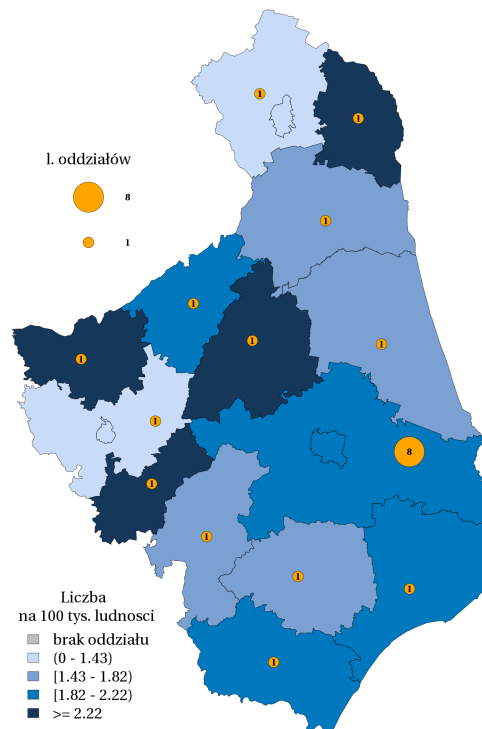 1
1
l. oddziałów
8
1
1
1
1
1
1
1
8
1
1
1
1
Liczba
na 100 tys. ludnosci
brak oddziału
(0 - 1.43)
[1.43 - 1.82)
[1.82 - 2.22)
>= 2.22
1